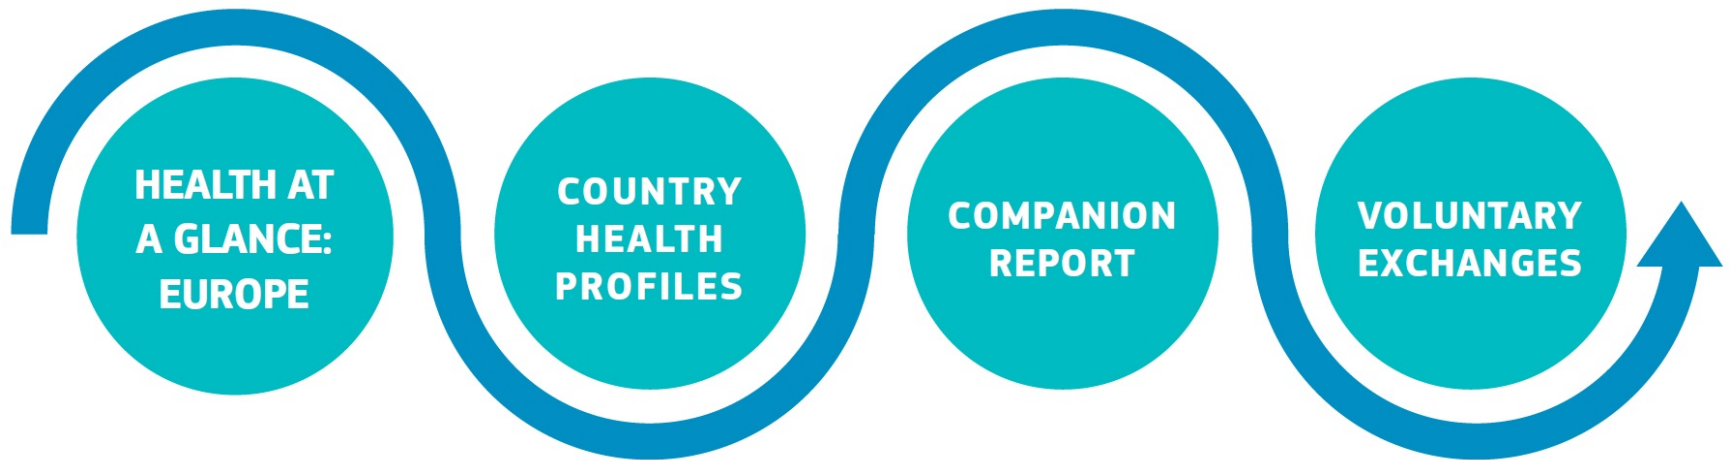 HEALTH AT
A GLANCE:
EUROPE
COUNTRY
HEALTH
PROFILES
COMPANION
REPORT
VOLUNTARY
EXCHANGES